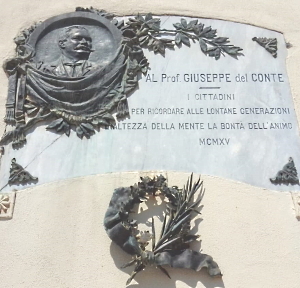 AL Prof. GIUSEPPE del CONTE
I CITTADINI
PER RICORDARE ALLE LONTANE GENERAZIONI
ALTEZZA DELLA MENTE LA BONTÀ DELL'ANIMO
MCMXV